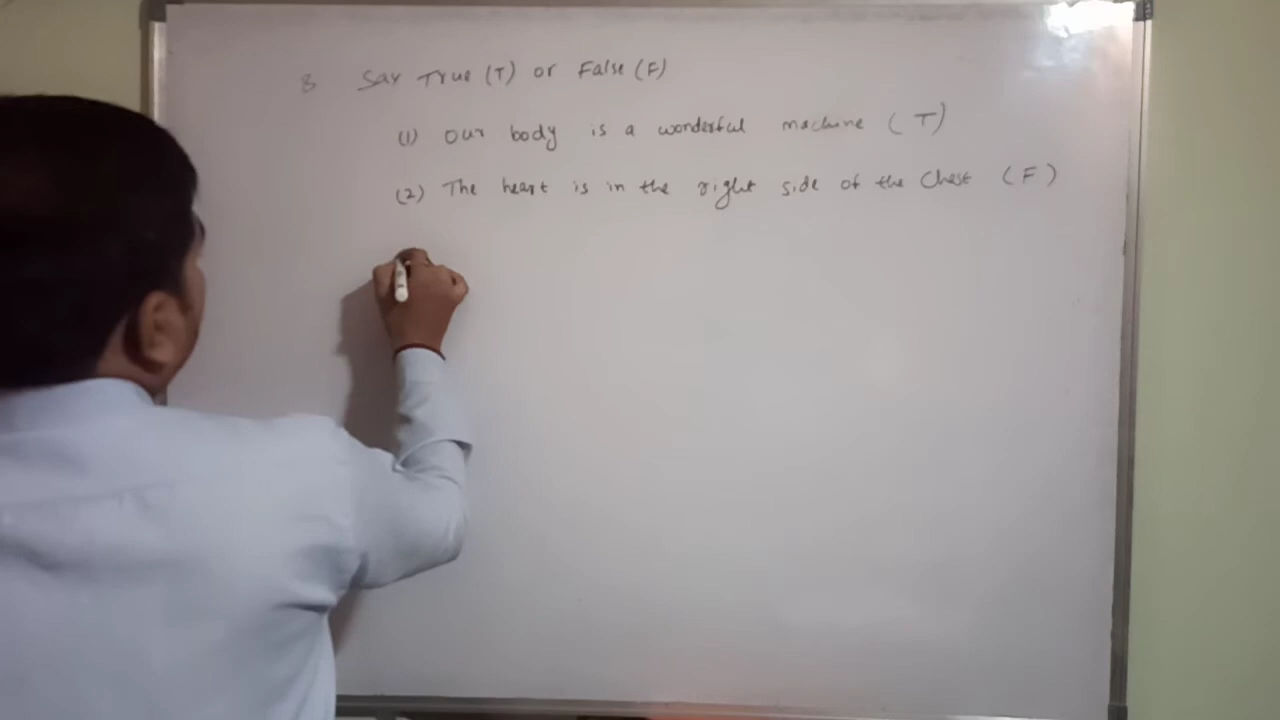 B Say True (T) or False (F)
(1) Our body is a wonderful machine (T)
(2) The heart is in the right side of the Chest (F)